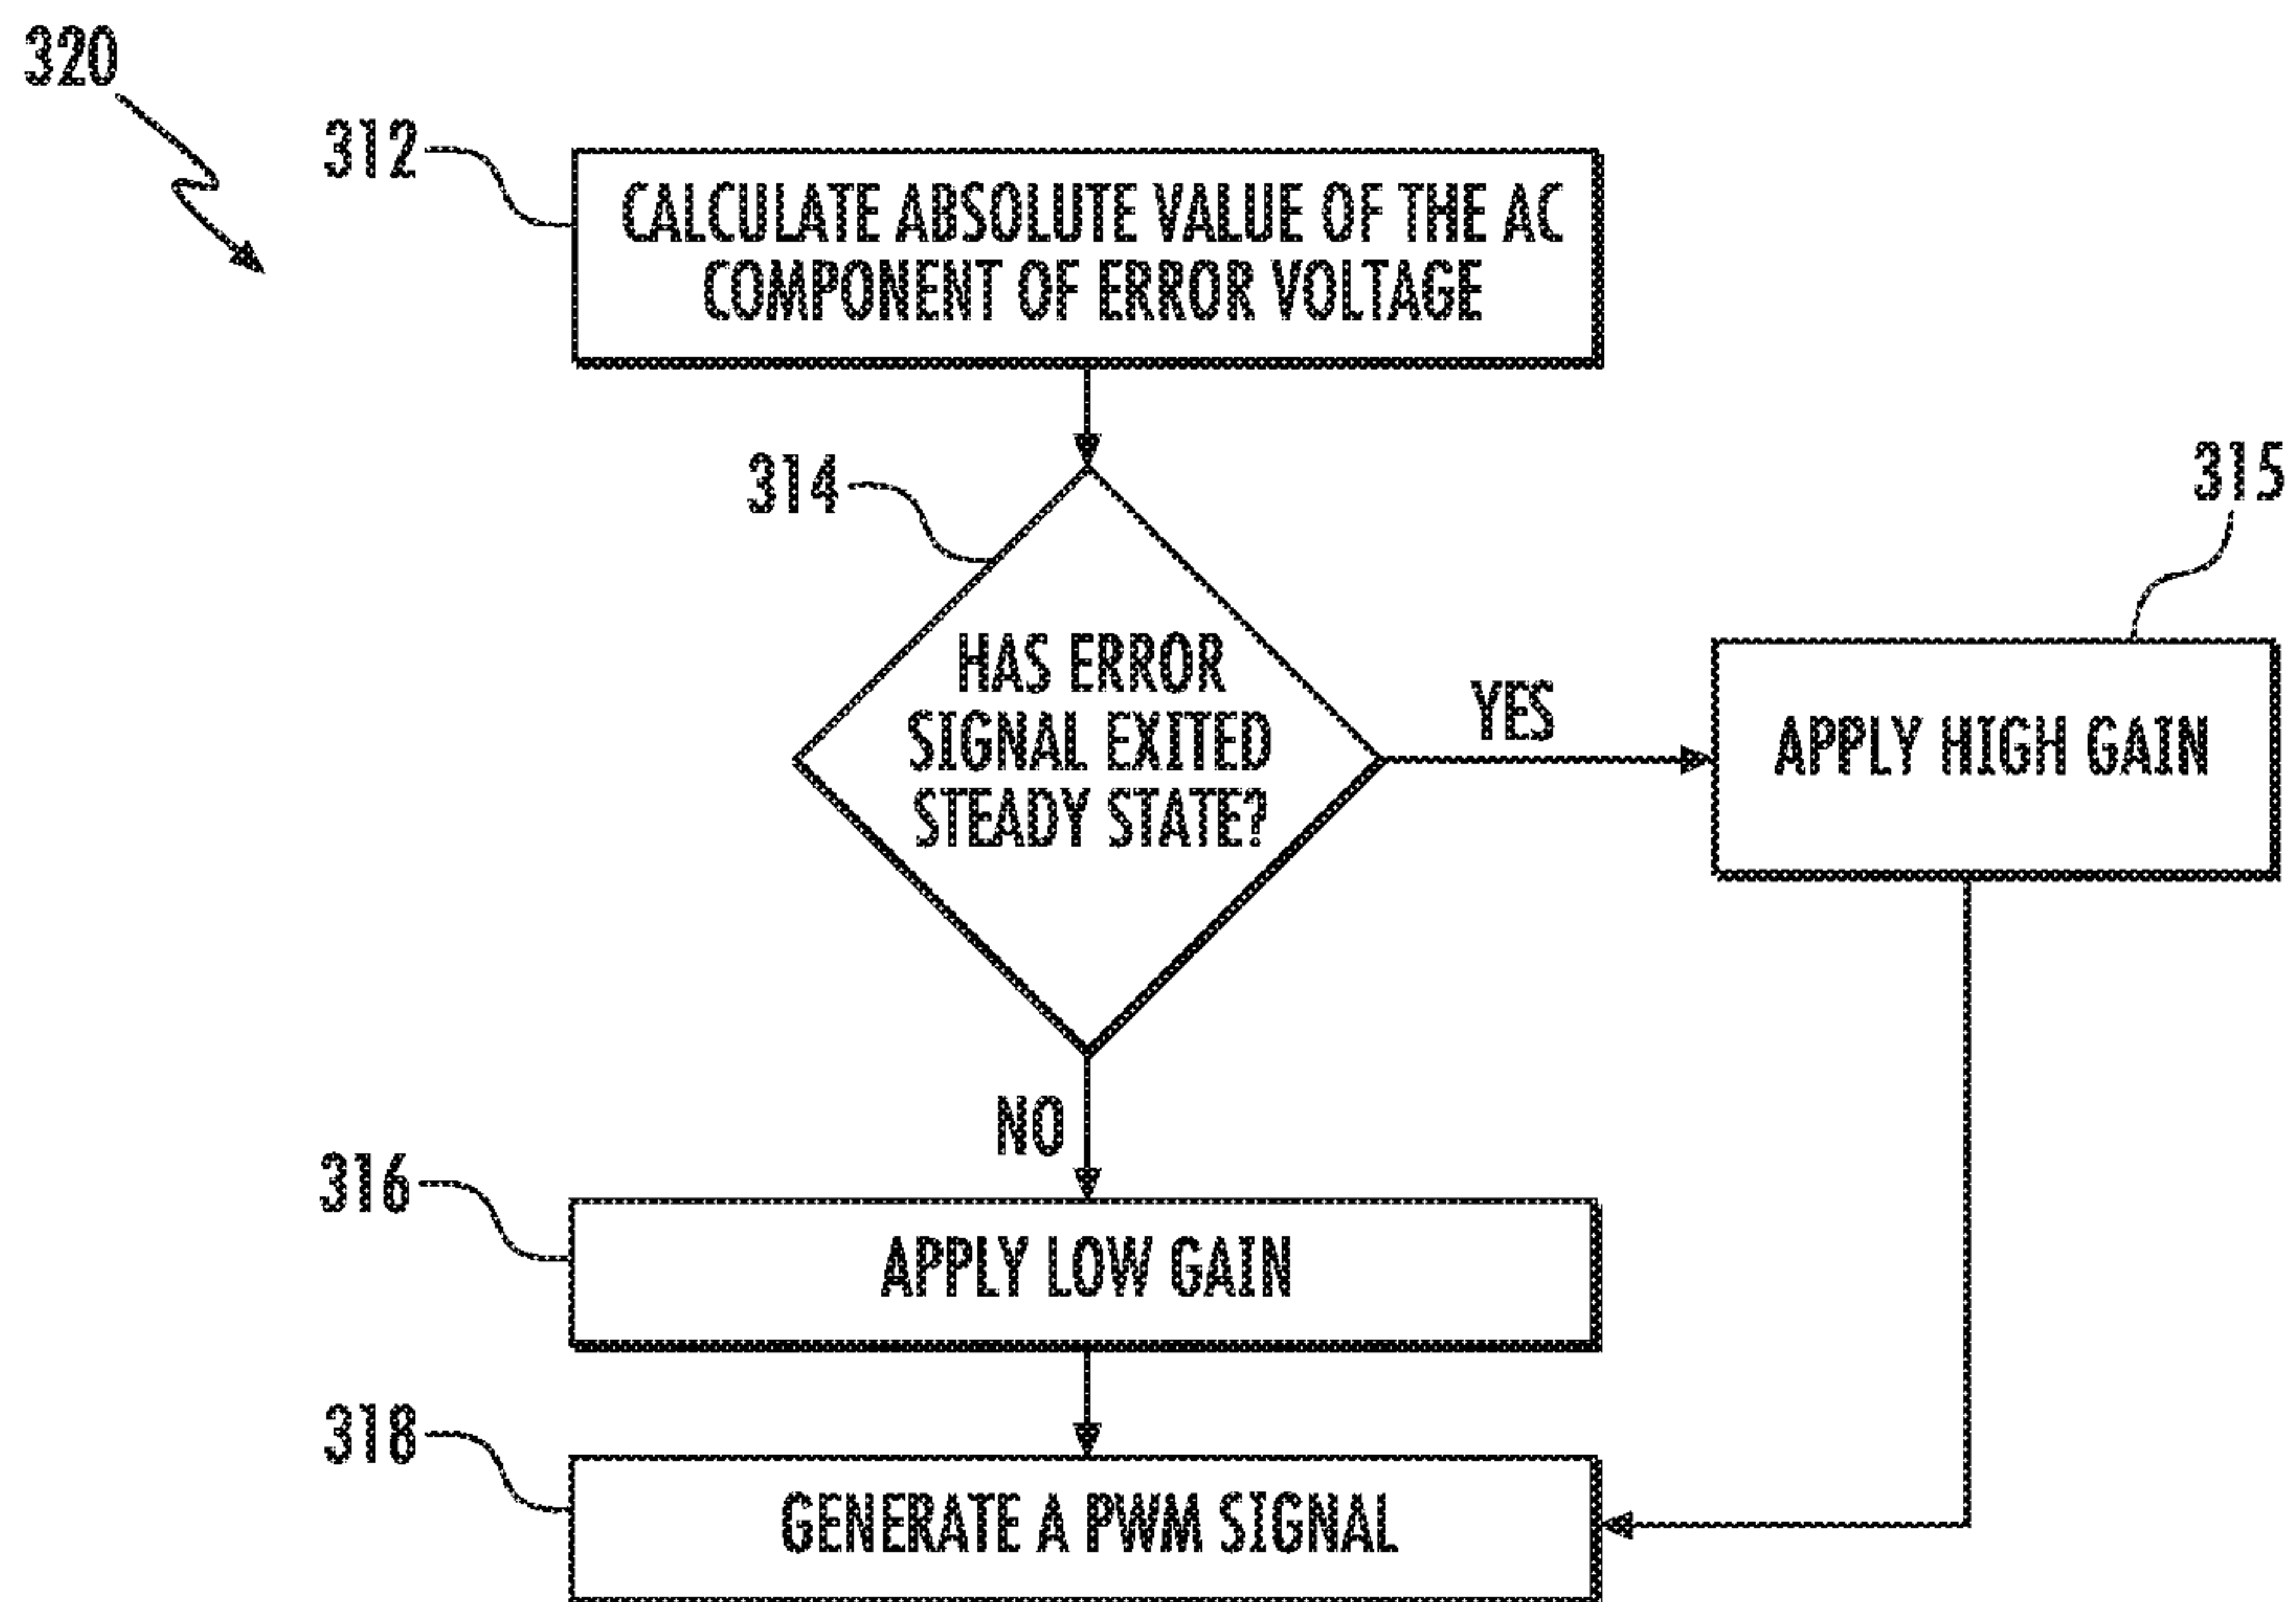 320
312
CALCULATE ABSOLUTE VALUE OF THE AC
COMPONENT OF ERROR VOLTAGE
314
315
HAS ERROR
SIGNAL EXITED
STEADY STATE?
YES
APPLY HIGH GAIN
NO
316
APPLY LOW GAIN
318
GENERATE A PWM SIGNAL